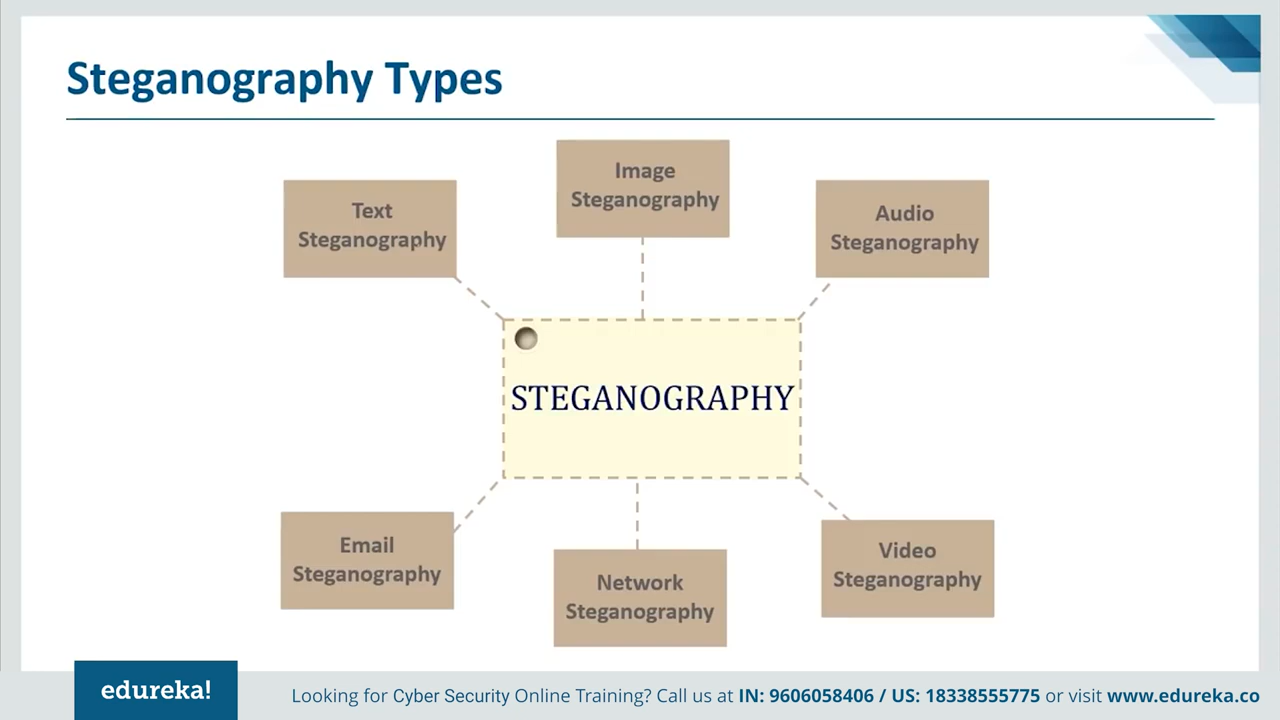 Steganography Types
Image
Steganography
Text
Steganography
Audio
Steganography
STEGANOGRAPHY
Email
Steganography
Network
Steganography
Video
Steganography
edureka!
Looking for Cyber Security Online Training? Call us at IN: 9606058406 / US: 18338555775 or visit www.edureka.co